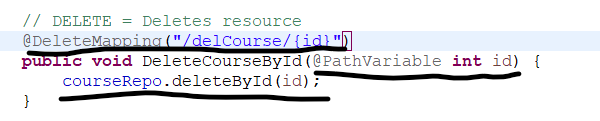 // DELETE = Deletes resource
@DeleteMapping("/delCourse/{id}")
public void DeleteCourseById(@PathVariable int id) {
courseRepo.deleteById(id);
}